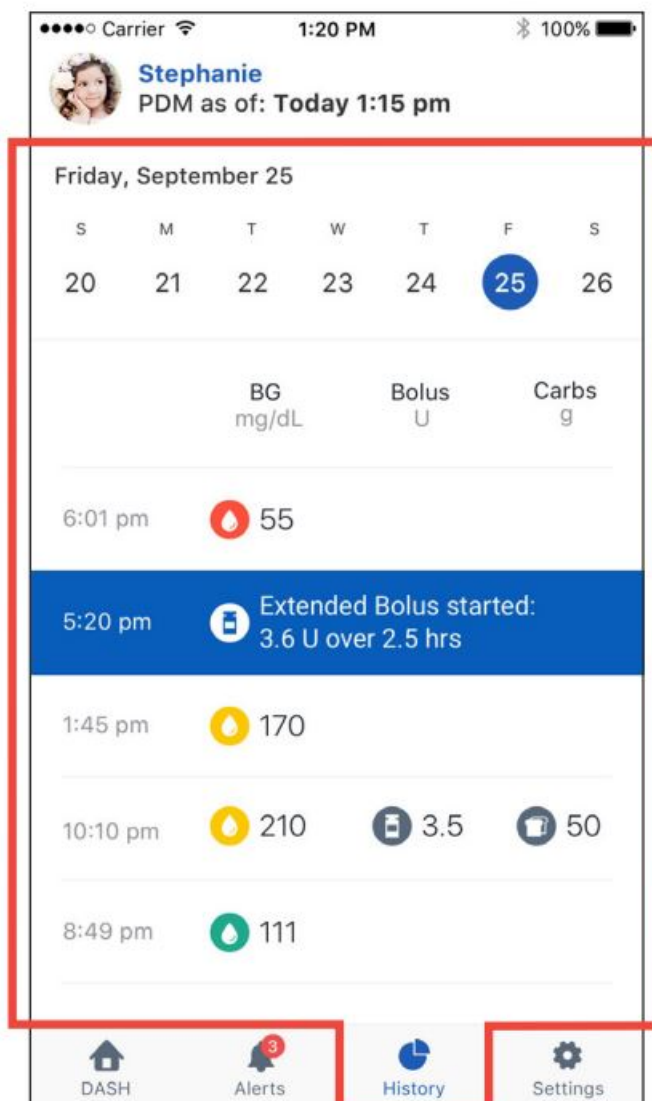 Carrier 1:20 PM 100%
Stephanie
PDM as of: Today 1:15 pm
Friday, September 25
S M T W T F S
20 21 22 23 24 25 26
BG Bolus Carbs
mg/dL U g
6:01 pm 55
5:20 pm Extended Bolus started:
3.6 U over 2.5 hrs
1:45 pm 170
10:10 pm 210 3.5 50
8:49 pm 111
3
DASH Alerts History Settings